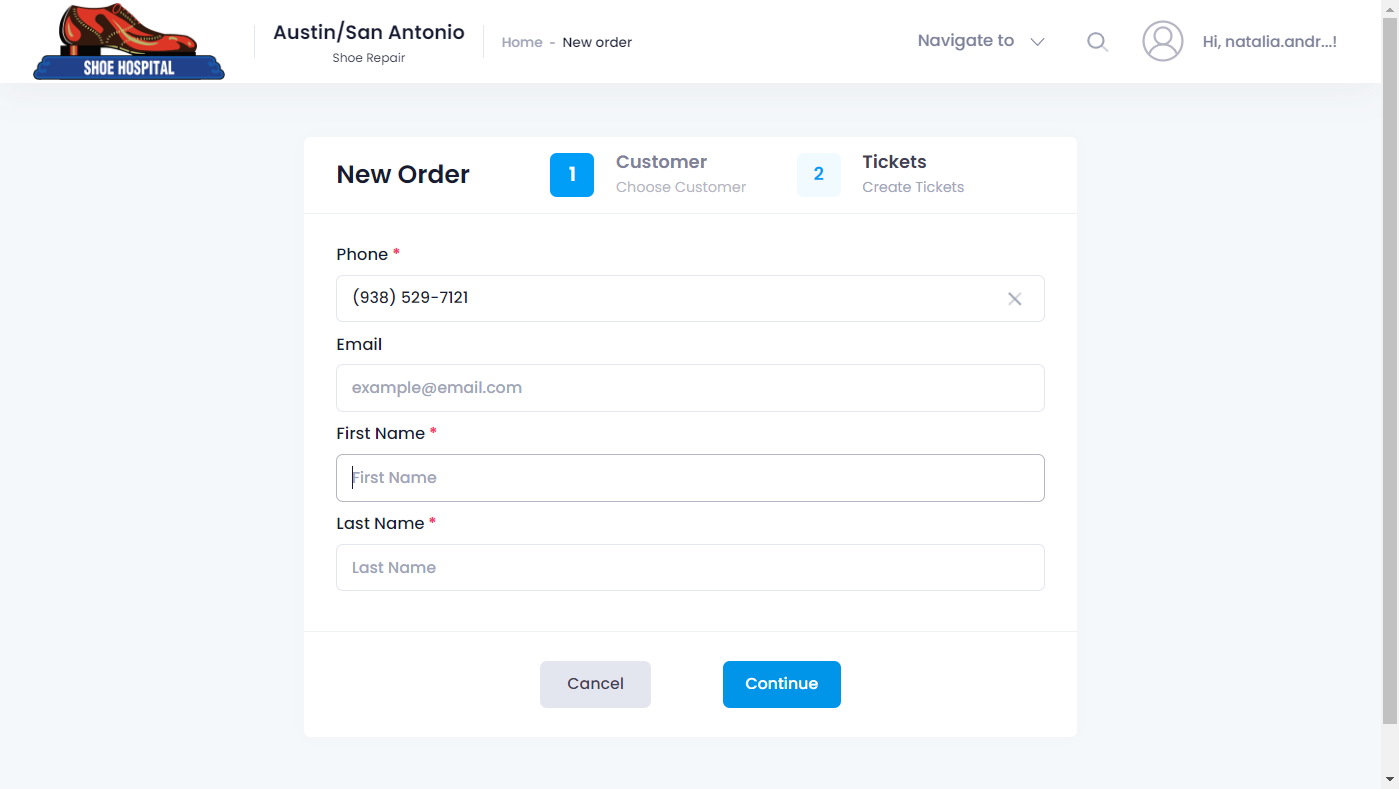 SHOE HOSPITAL
Austin/San Antonio
Shoe Repair
Home - New order
Navigate to
Hi, natalia.andr...!
New Order
1
Customer
Choose Customer
2
Tickets
Create Tickets
Phone *
(938) 529-7121
Email
example@email.com
First Name *
First Name
Last Name *
Last Name
Cancel
Continue